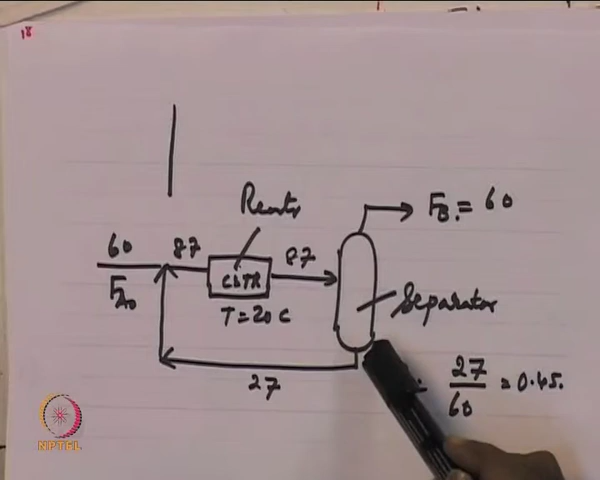 18
Reactor
F_B = 60
60
87
87
F_A0
CSTR
T=20 C
Separator
27
27/60 = 0.45.
NPTEL